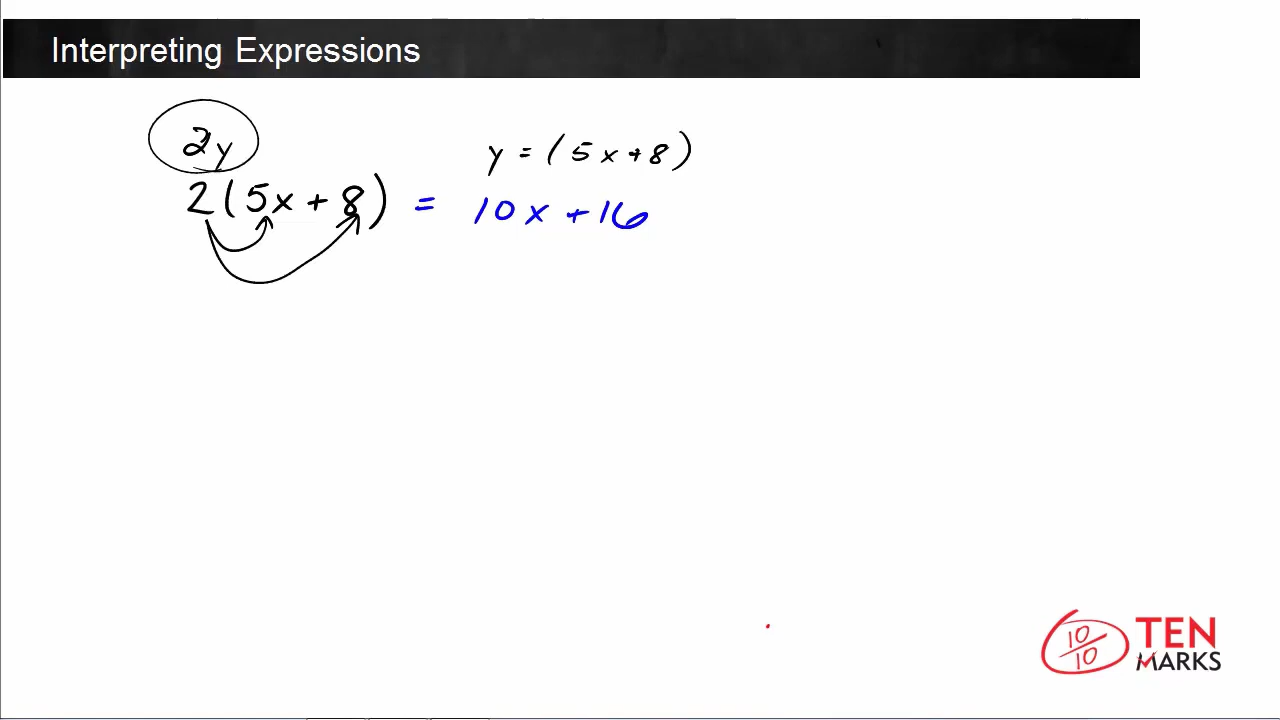 Interpreting Expressions
2y
y = (5x+8)
2(5x + 8) = 10x + 16
10
10
TEN
MARKS